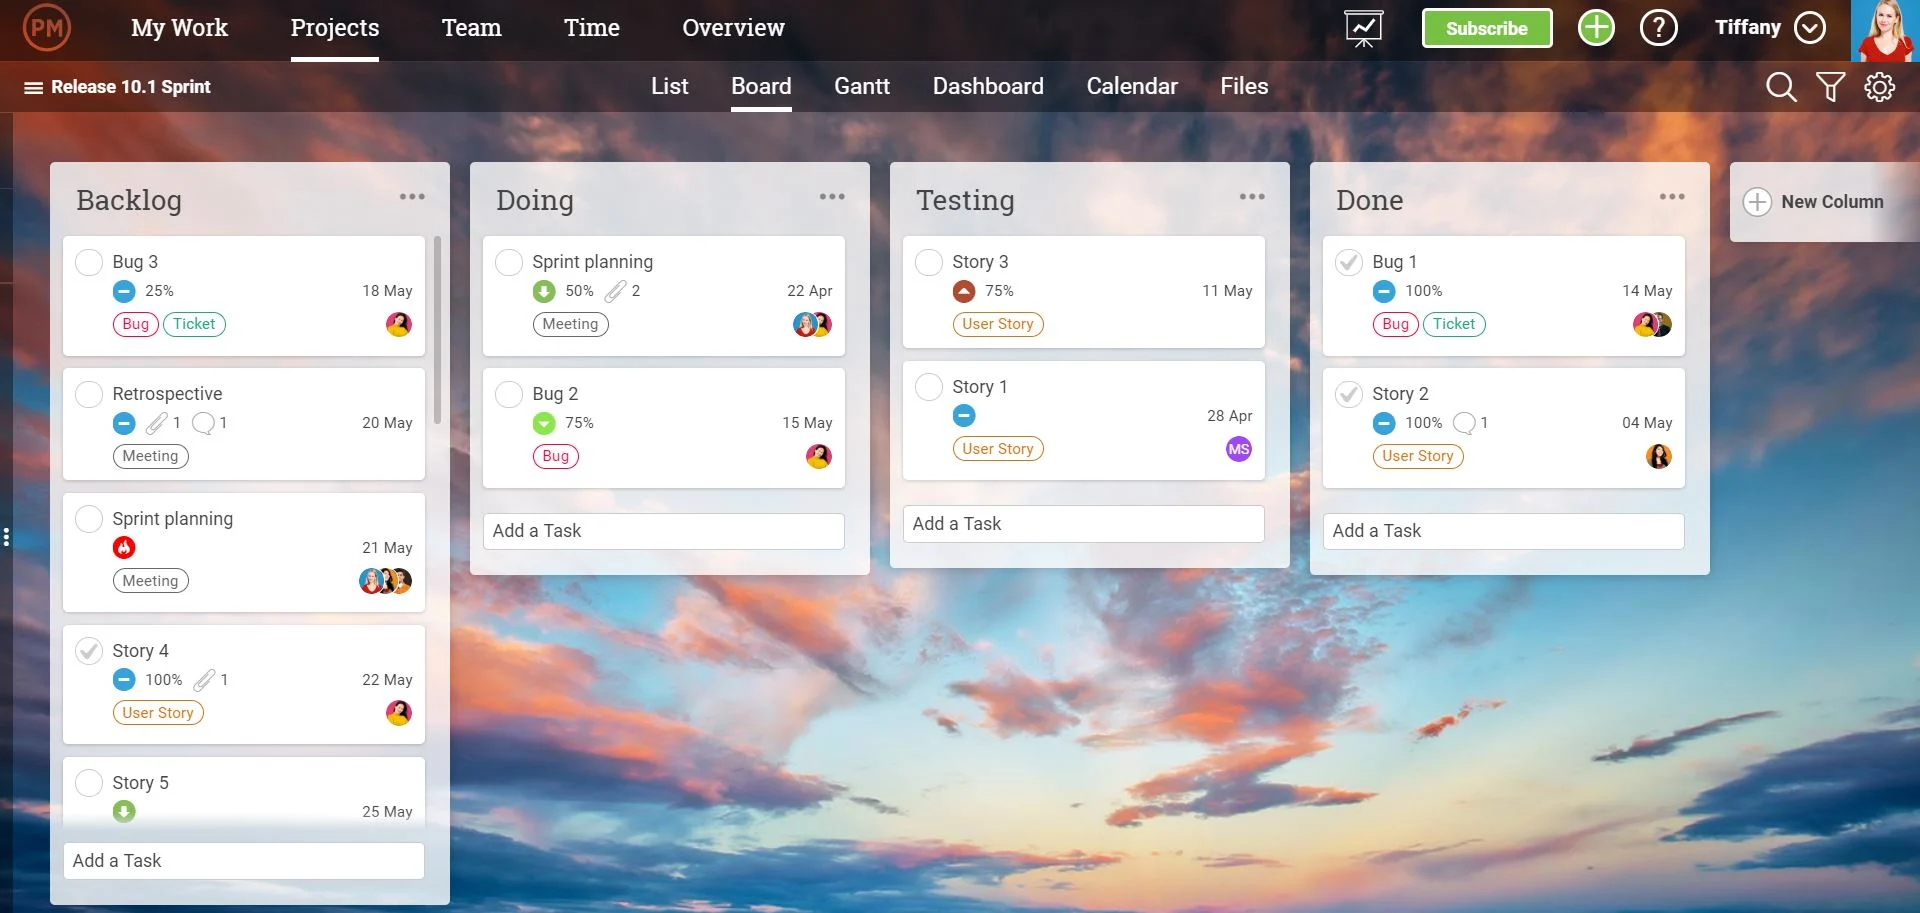 PM
My Work Projects Team Time Overview
Subscribe
Tiffany
Release 10.1 Sprint
List Board Gantt Dashboard Calendar Files
Backlog
Bug 3
25% 18 May
Bug Ticket
Retrospective
1 1 20 May
Meeting
Sprint planning
21 May
Meeting
Story 4
100% 1 22 May
User Story
Story 5
25 May
Add a Task
Doing
Sprint planning
50% 2 22 Apr
Meeting
Bug 2
75% 15 May
Bug
Add a Task
Testing
Story 3
75% 11 May
User Story
Story 1
28 Apr
User Story MS
Add a Task
Done
Bug 1
100% 14 May
Bug Ticket
Story 2
100% 1 04 May
User Story
Add a Task
New Column